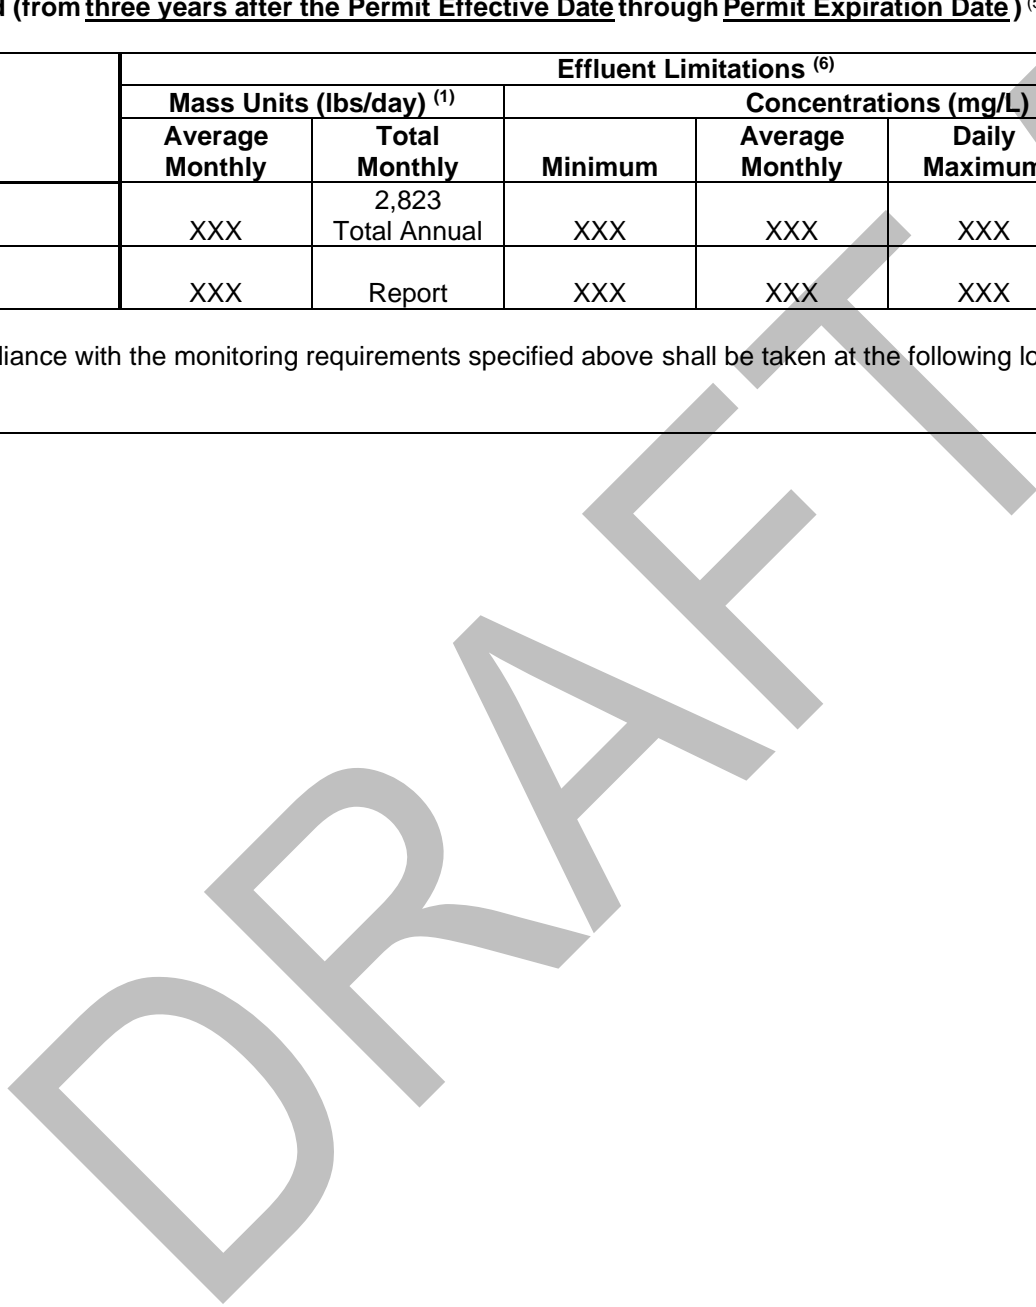 (from three years after the Permit Effective Date through Permit Expiration Date)
Effluent Limitations (6)
Mass Units (lbs/day) (1) Concentrations (mg/L)
Average Monthly Total Monthly Minimum Average Monthly Daily Maximum
XXX 2,823 Total Annual XXX XXX XXX
XXX Report XXX XXX XXX
liance with the monitoring requirements specified above shall be taken at the following lo
DRAFT